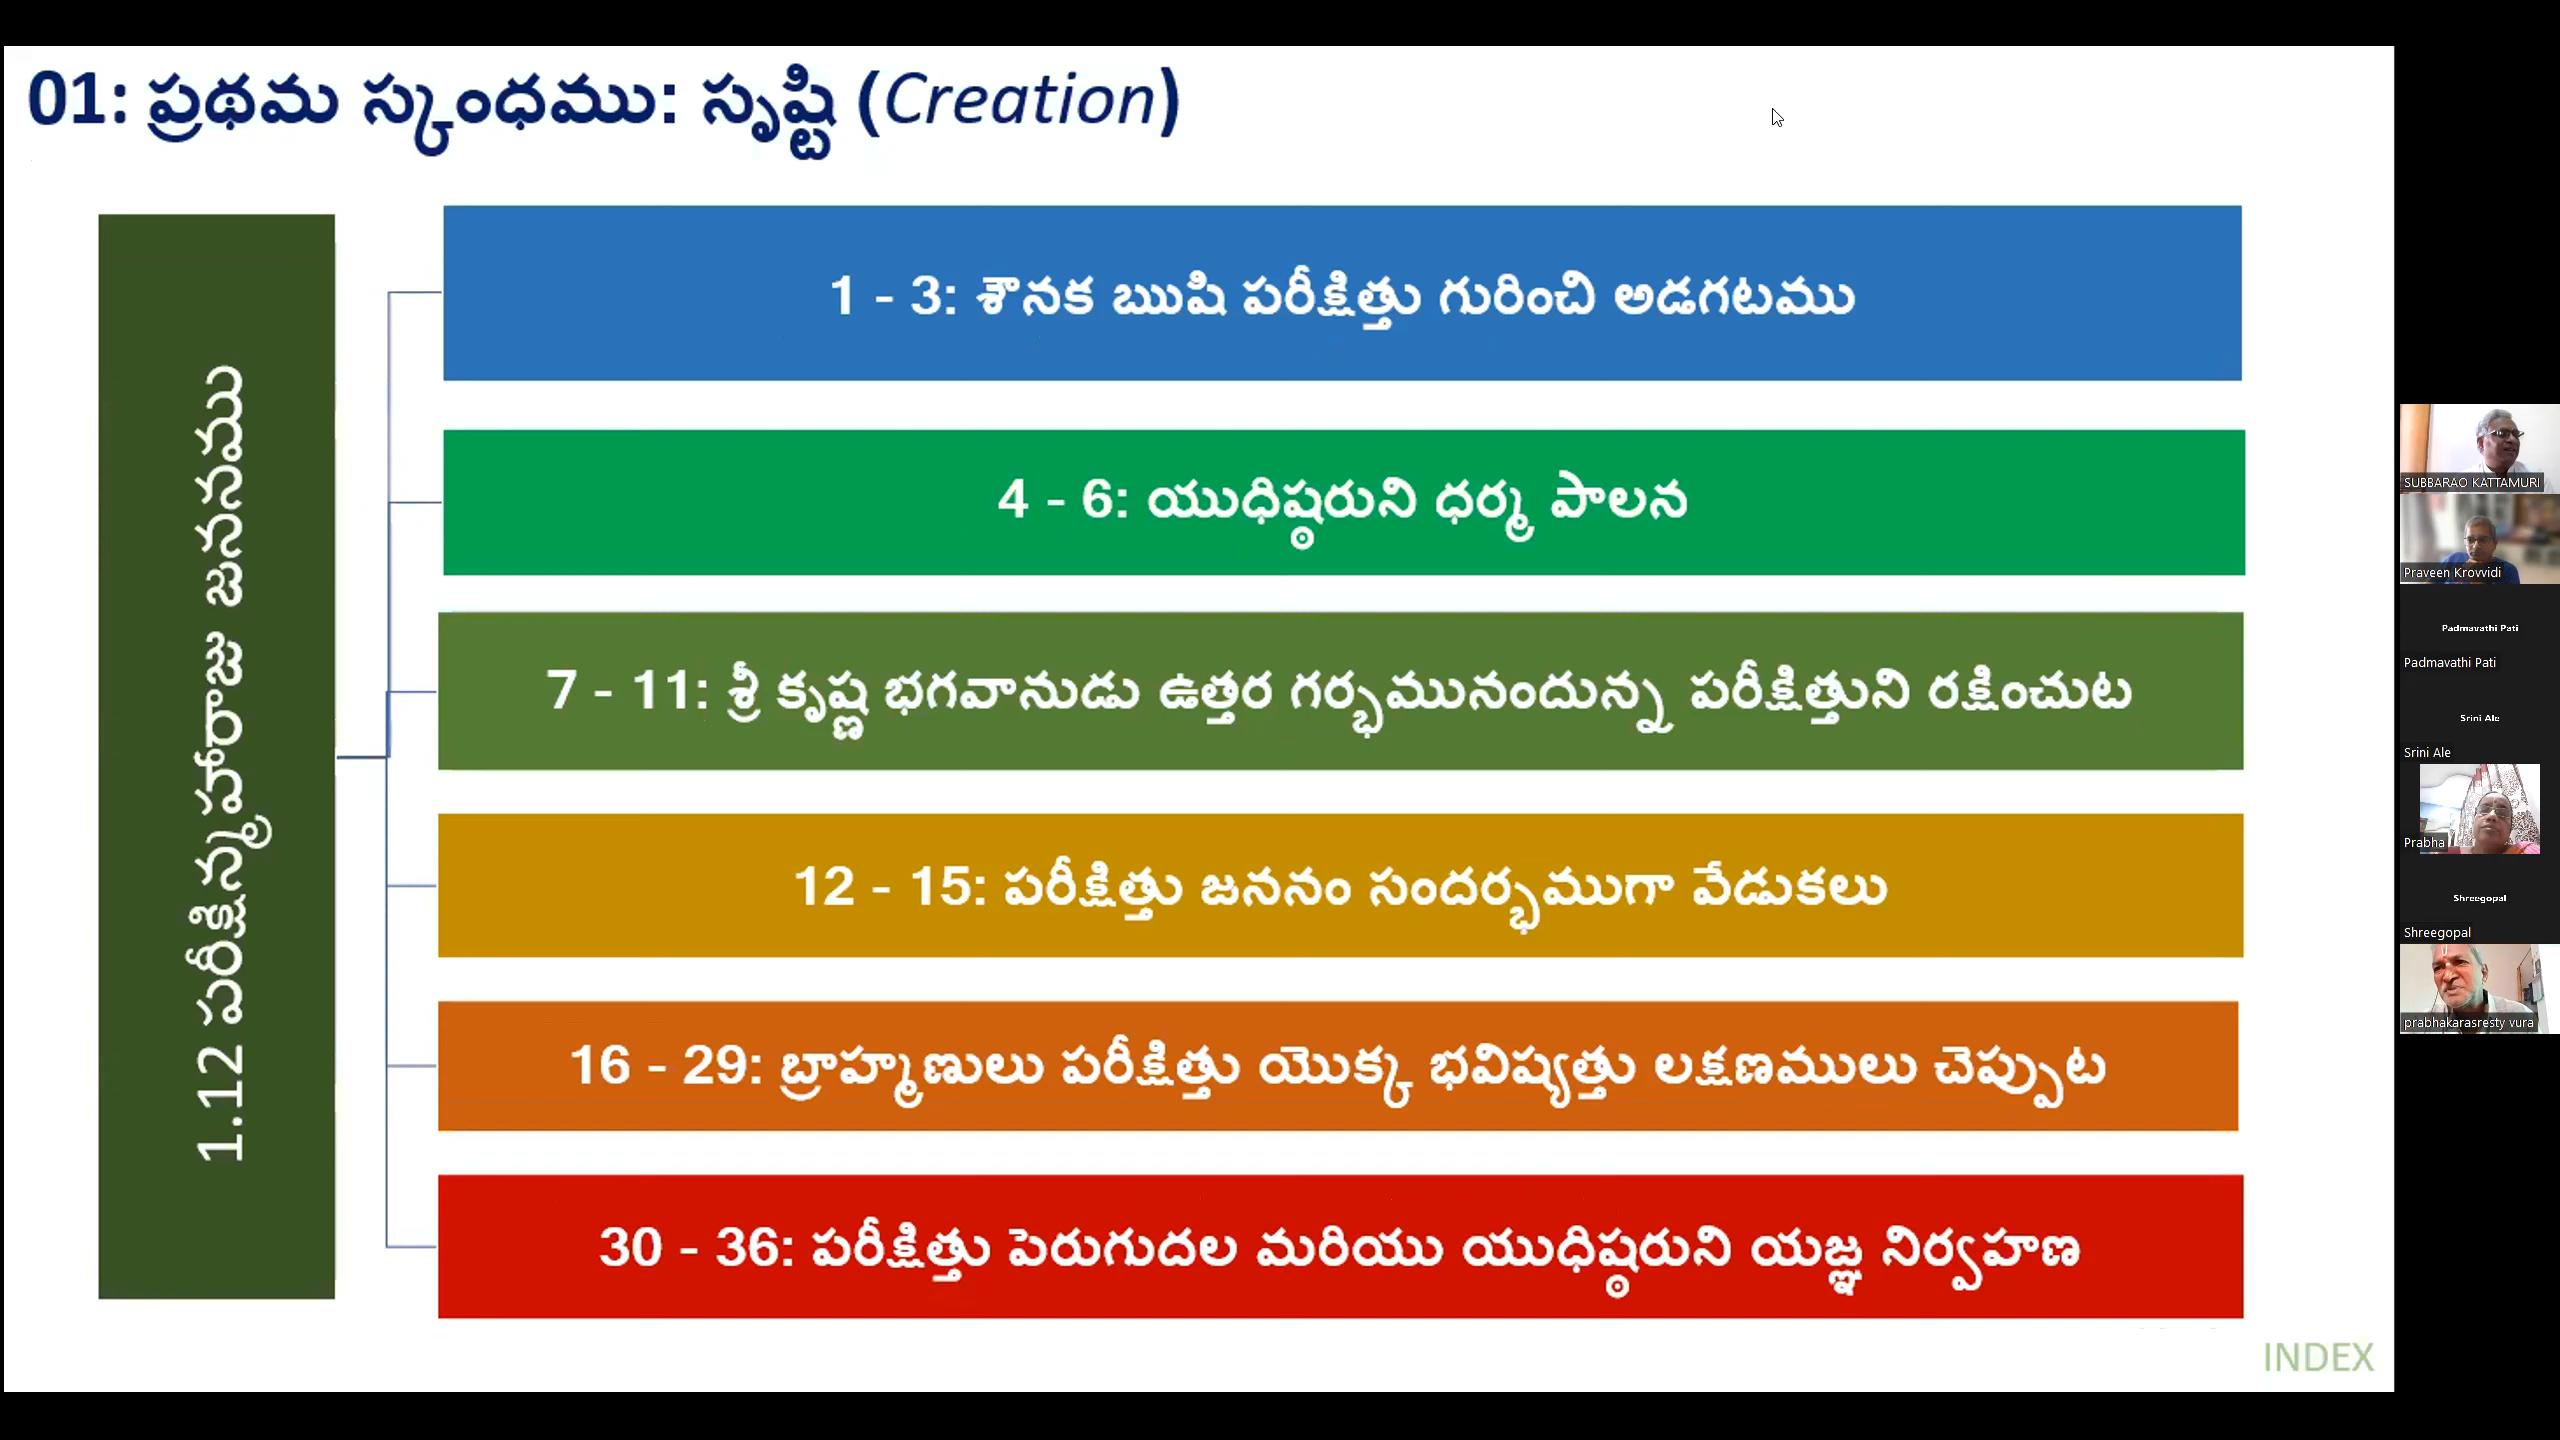 01: ప్రథమ స్కంధము: సృష్టి (Creation)
1.12 పరీక్షిన్మహారాజ జననము
1 - 3: శౌనక ఋషి పరీక్షిత్తు గురించి అడగటము
4 - 6: యుధిష్ఠరుని ధర్మ పాలన
7 - 11: శ్రీ కృష్ణ భగవానుడు ఉత్తర గర్భమునందున్న పరీక్షిత్తుని రక్షించుట
12 - 15: పరీక్షిత్తు జననం సందర్భముగా వేడుకలు
16 - 29: బ్రాహ్మణులు పరీక్షిత్తు యొక్క భవిష్యత్తు లక్షణములు చెప్పుట
30 - 36: పరీక్షిత్తు పెరుగుదల మరియు యుధిష్ఠరుని యజ్ఞ నిర్వహణ
INDEX
SUBBARAO KATTAMURI
Praveen Krovvidi
Padmavathi Pati
Padmavathi Pati
Srini Ale
Srini Ale
Prabha
Shreegopal
Shreegopal
prabhakarasresty vura